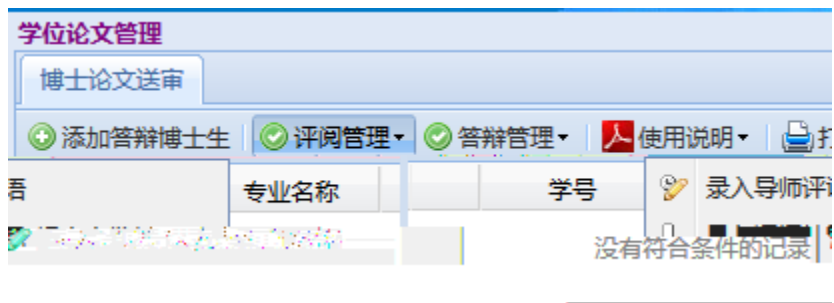 学位论文管理
博士论文送审
添加答辩博士生 评阅管理 答辩管理 使用说明
语 专业名称 学号 录入导师评
没有符合条件的记录